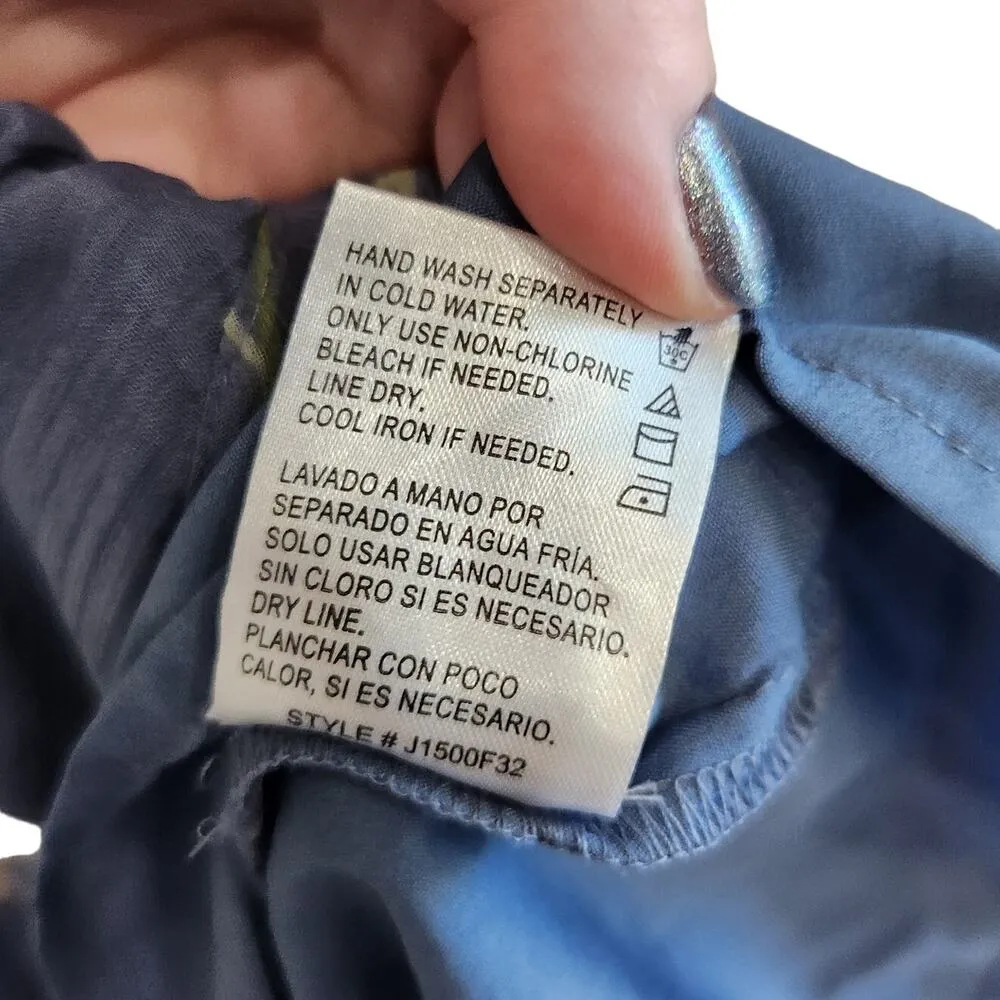 HAND WASH SEPARATELY
IN COLD WATER.
ONLY USE NON-CHLORINE
BLEACH IF NEEDED.
LINE DRY.
COOL IRON IF NEEDED.
30C
LAVADO A MANO POR
SEPARADO EN AGUA FRÍA.
SOLO USAR BLANQUEADOR
SIN CLORO SI ES NECESARIO.
DRY LINE.
PLANCHAR CON POCO
CALOR, SI ES NECESARIO.
STYLE # J1500F32